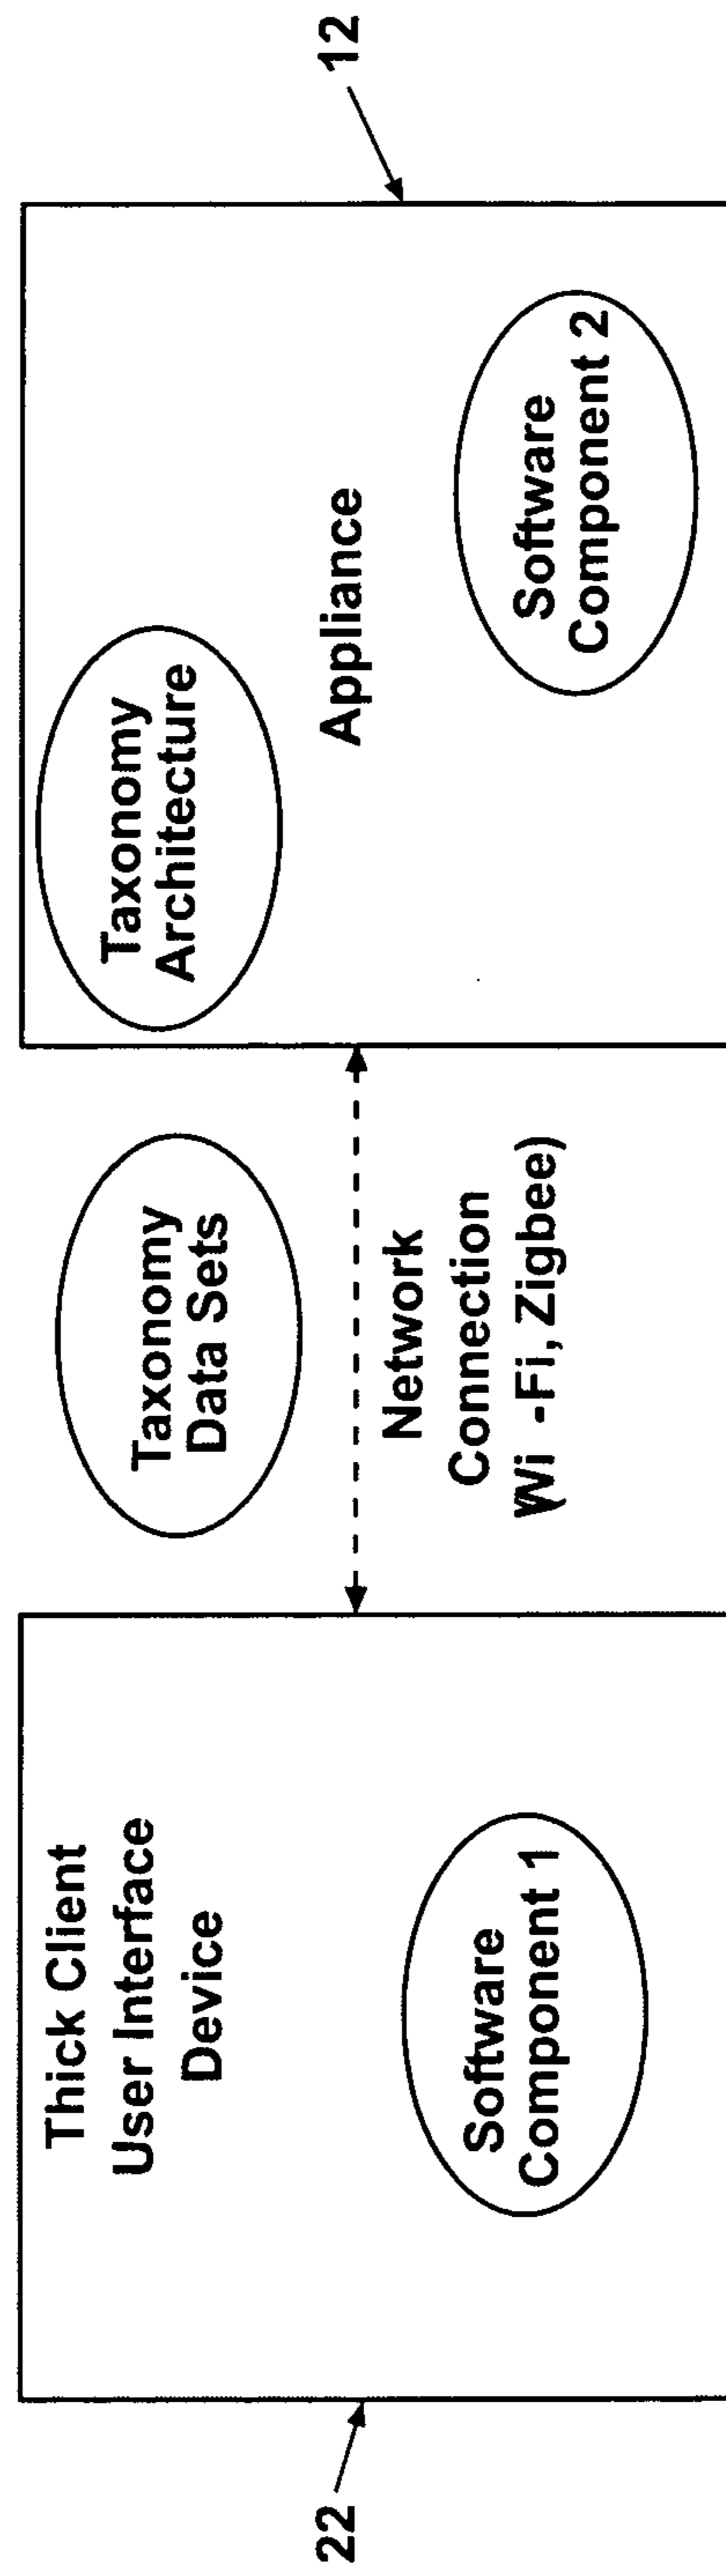 22
Thick Client
User Interface
Device
Software
Component 1
Taxonomy
Data Sets
Network
Connection
(Wi -Fi, Zigbee)
Taxonomy
Architecture
Appliance
Software
Component 2
12